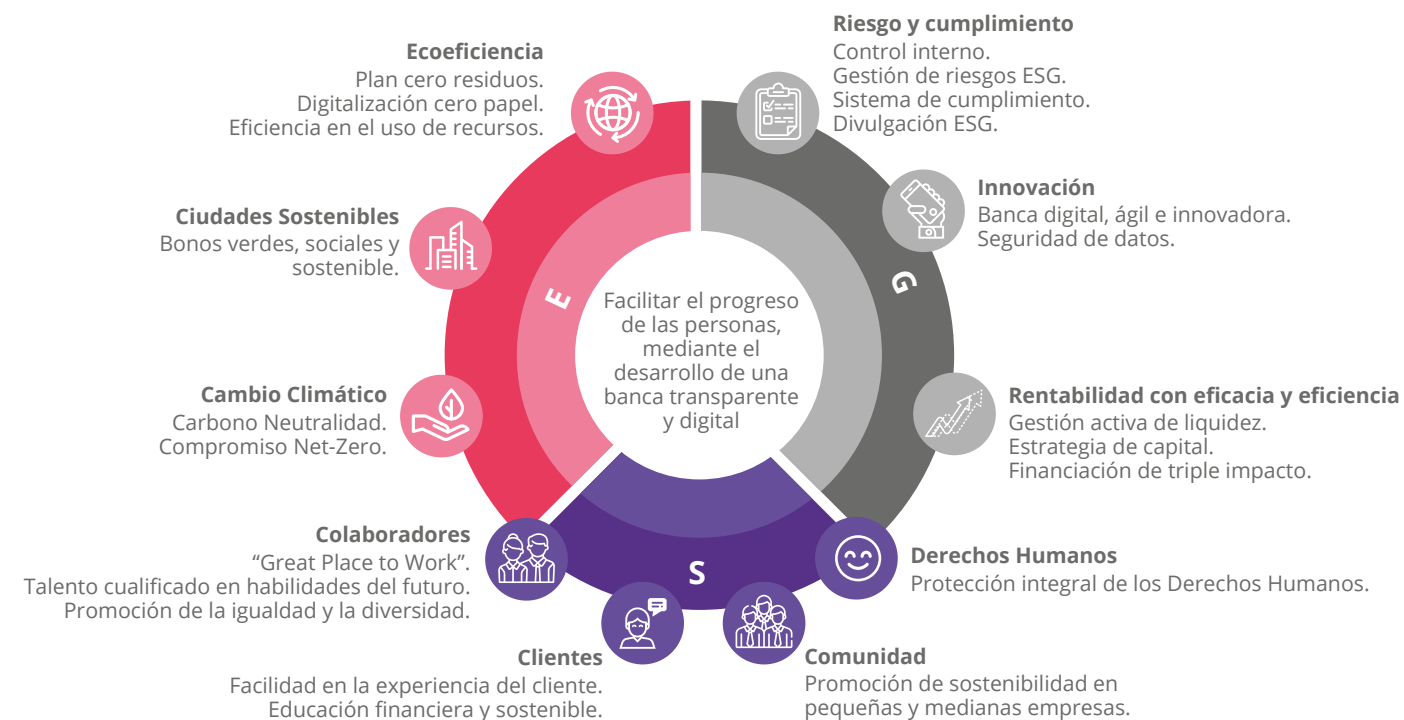 Ecoeficiencia
Plan cero residuos.
Digitalización cero papel.
Eficiencia en el uso de recursos.
Ciudades Sostenibles
Bonos verdes, sociales y
sostenible.
Cambio Climático
Carbono Neutralidad.
Compromiso Net-Zero.
Colaboradores
“Great Place to Work”.
Talento cualificado en habilidades del futuro.
Promoción de la igualdad y la diversidad.
Clientes
Facilidad en la experiencia del cliente.
Educación financiera y sostenible.
E
Facilitar el progreso
de las personas,
mediante el
desarrollo de una
banca transparente
y digital
G
S
Riesgo y cumplimiento
Control interno.
Gestión de riesgos ESG.
Sistema de cumplimiento.
Divulgación ESG.
Innovación
Banca digital, ágil e innovadora.
Seguridad de datos.
Rentabilidad con eficacia y eficiencia
Gestión activa de liquidez.
Estrategia de capital.
Financiación de triple impacto.
Derechos Humanos
Protección integral de los Derechos Humanos.
Comunidad
Promoción de sostenibilidad en
pequeñas y medianas empresas.